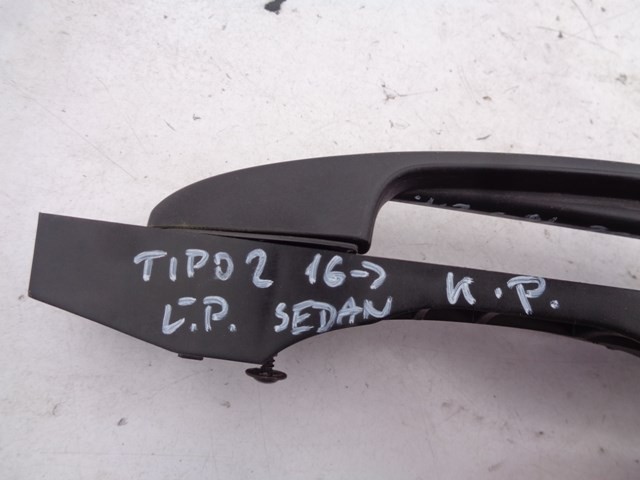 TIPO 2 16-> K.P.
L.P. SEDAN